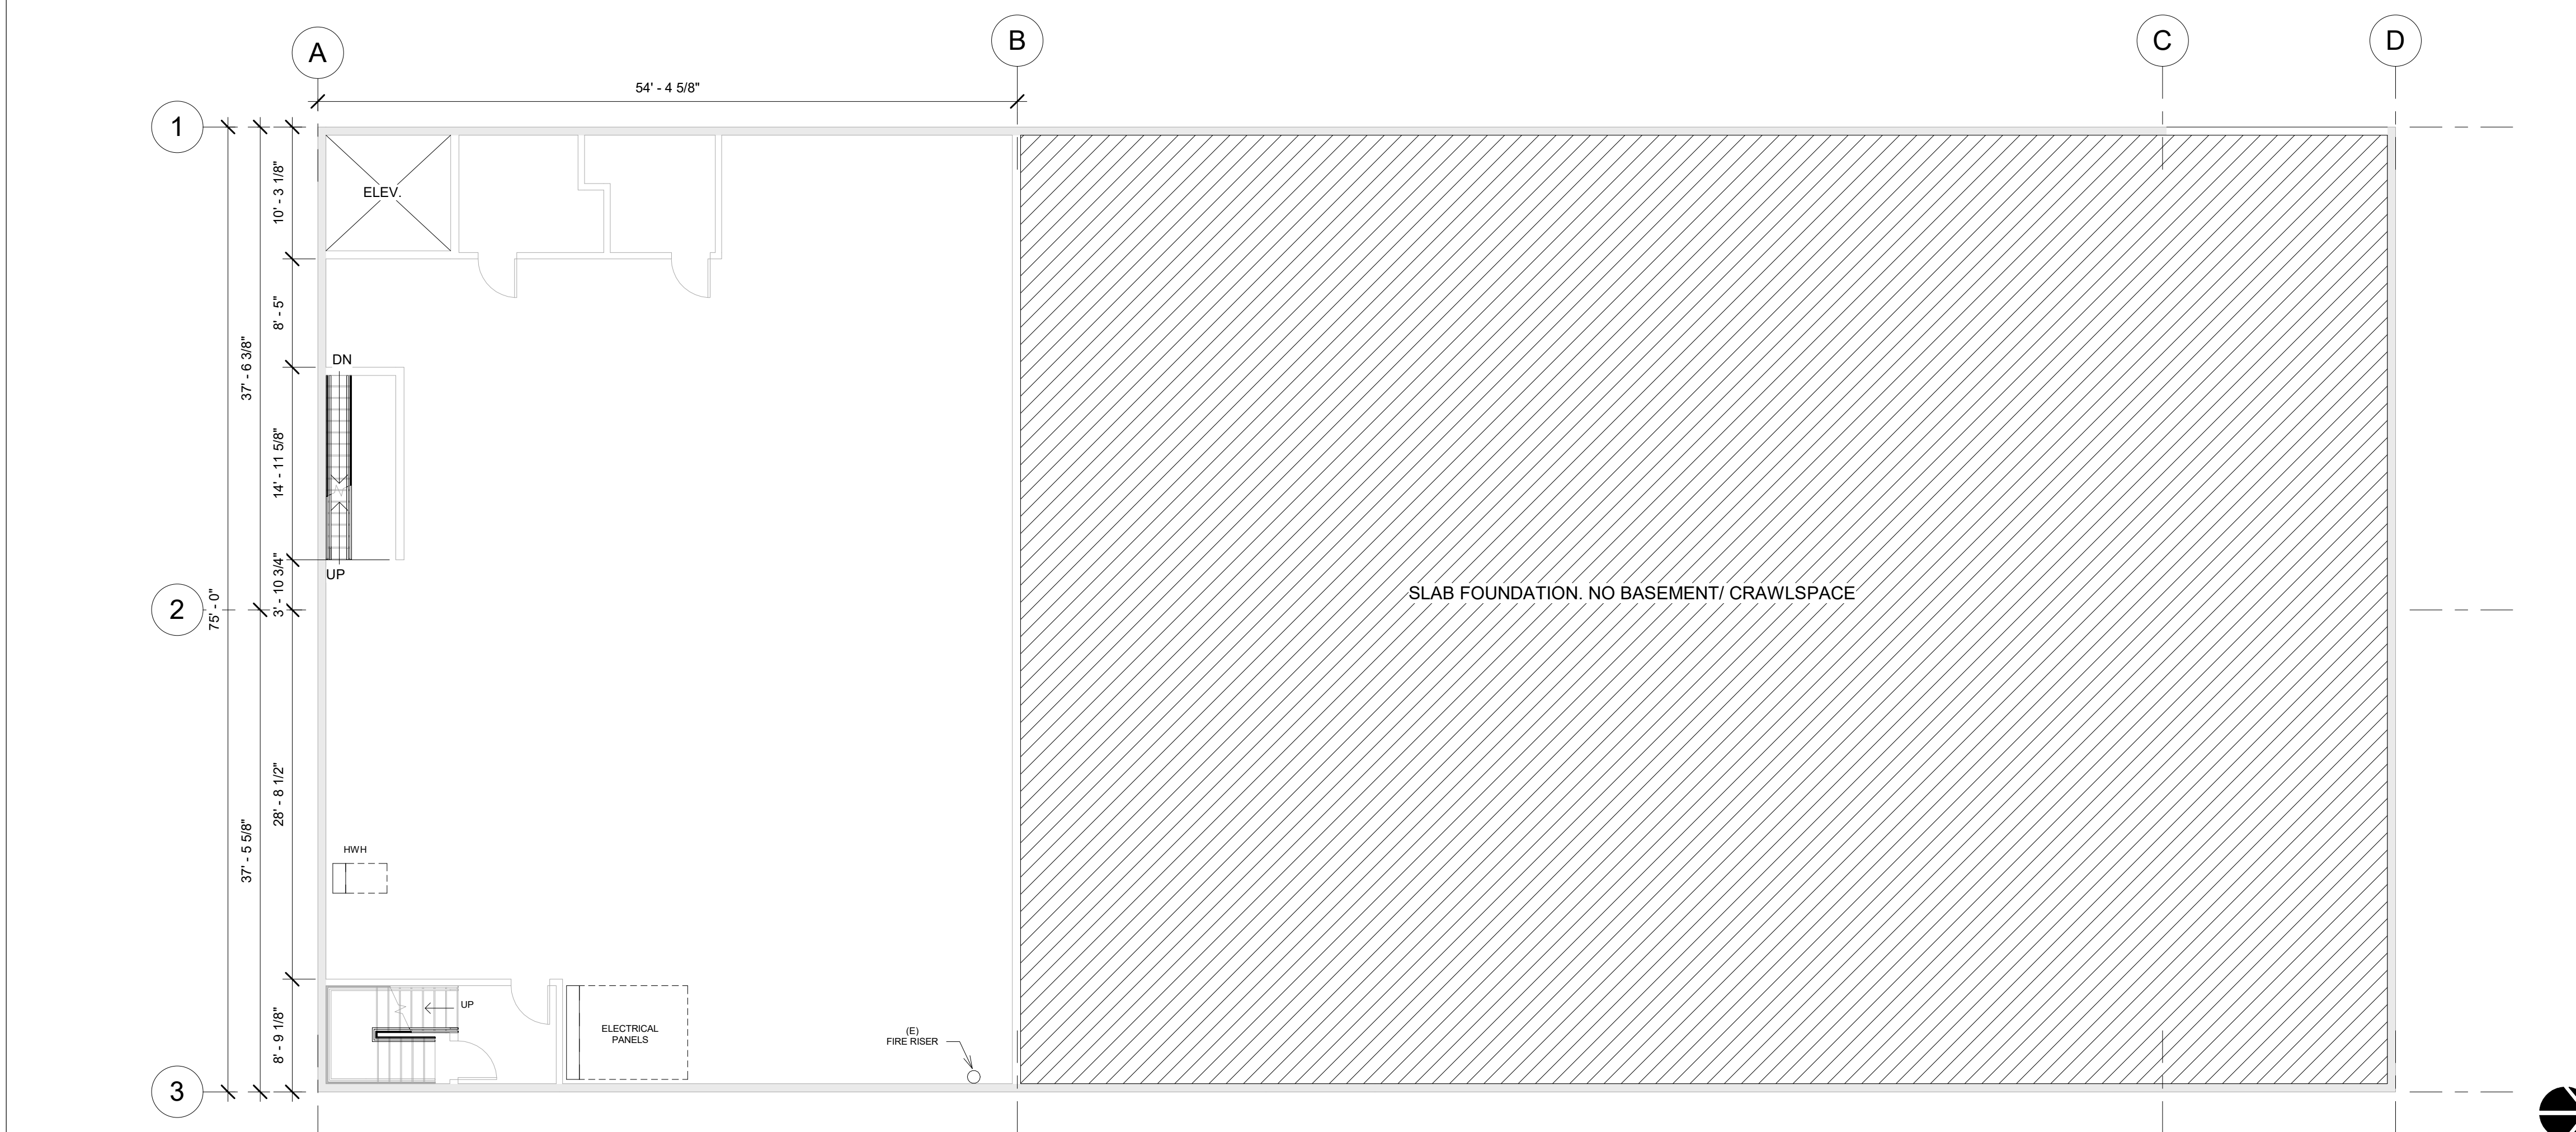 A
B
C
D
54' - 4 5/8"
1
2
3
75' - 0"
37' - 6 3/8"
37' - 5 5/8"
10' - 3 1/8"
8' - 5"
14' - 11 5/8"
3' - 10 3/4"
28' - 8 1/2"
8' - 9 1/8"
ELEV.
DN
UP
SLAB FOUNDATION. NO BASEMENT/ CRAWLSPACE
HWH
UP
ELECTRICAL
PANELS
(E)
FIRE RISER